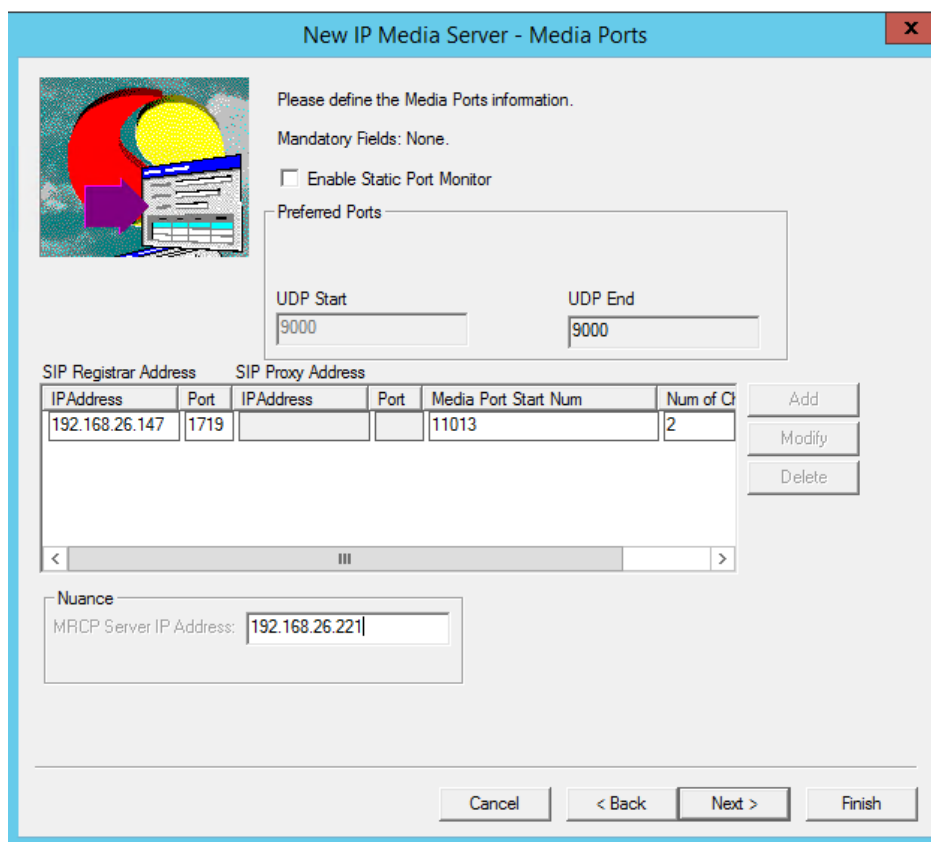 New IP Media Server - Media Ports
x
Please define the Media Ports information.
Mandatory Fields: None.
Enable Static Port Monitor
Preferred Ports
UDP Start UDP End
9000 9000
SIP Registrar Address SIP Proxy Address
IPAddress Port IPAddress Port Media Port Start Num Num of Ch
192.168.26.147 1719 11013 2
Add
Modify
Delete
Nuance
MRCP Server IP Address: 192.168.26.221
Cancel < Back Next > Finish